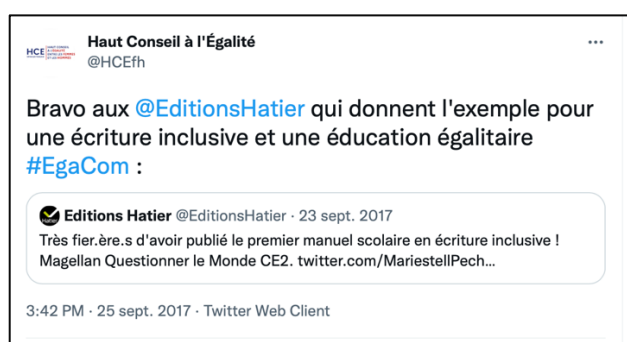 Haut Conseil à l'Égalité
HCE
@HCEfh
Bravo aux @EditionsHatier qui donnent l'exemple pour
une écriture inclusive et une éducation égalitaire
#EgaCom :
Editions Hatier @EditionsHatier · 23 sept. 2017
Très fier.ère.s d'avoir publié le premier manuel scolaire en écriture inclusive !
Magellan Questionner le Monde CE2. twitter.com/MariestellPech...
3:42 PM · 25 sept. 2017 · Twitter Web Client